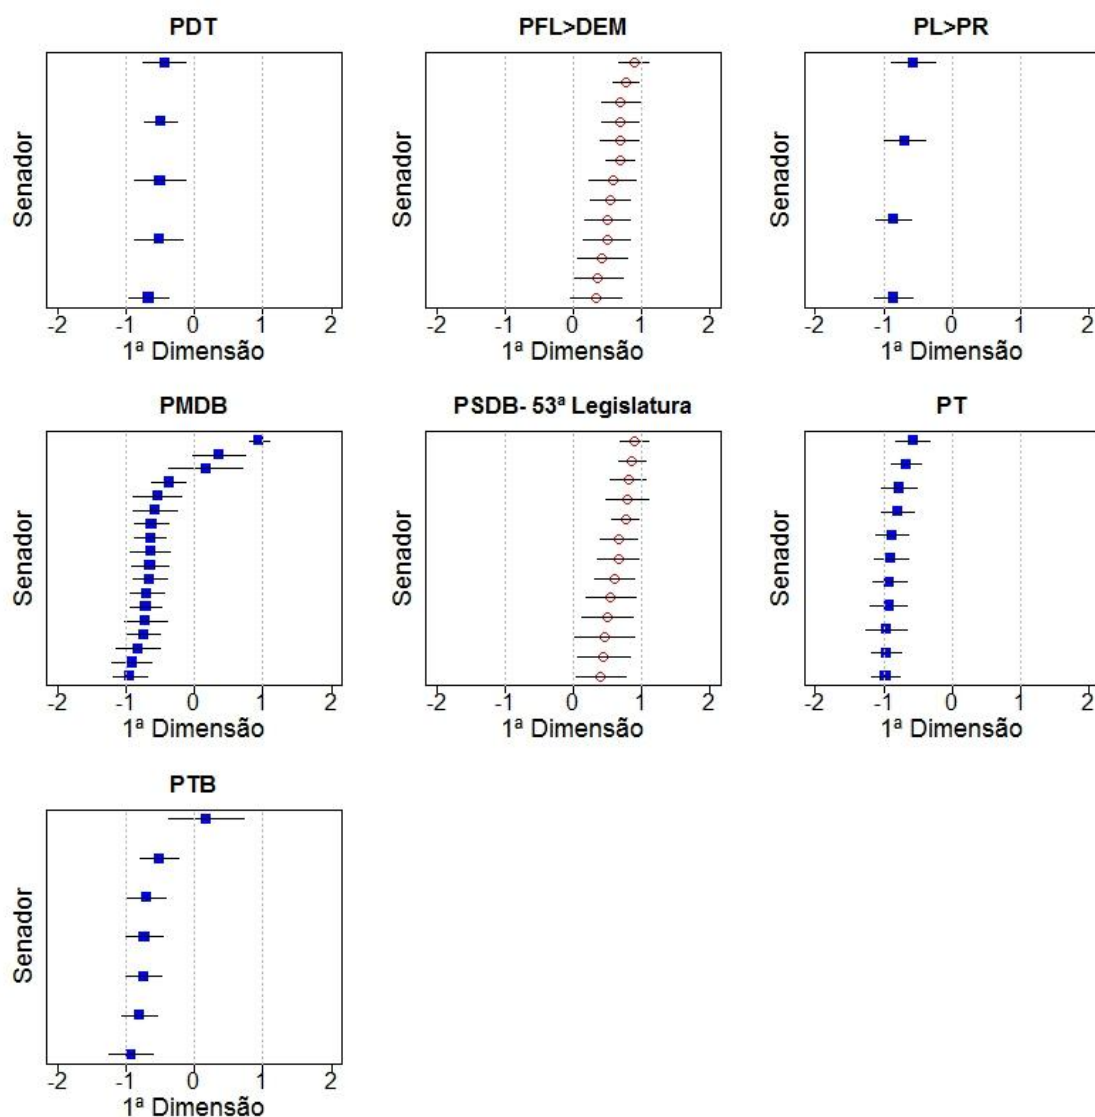 PDT
Senador
-2 -1 0 1 2
1ª Dimensão
PFL>DEM
Senador
-2 -1 0 1 2
1ª Dimensão
PL>PR
Senador
-2 -1 0 1 2
1ª Dimensão
PMDB
Senador
-2 -1 0 1 2
1ª Dimensão
PSDB- 53ª Legislatura
Senador
-2 -1 0 1 2
1ª Dimensão
PT
Senador
-2 -1 0 1 2
1ª Dimensão
PTB
Senador
-2 -1 0 1 2
1ª Dimensão